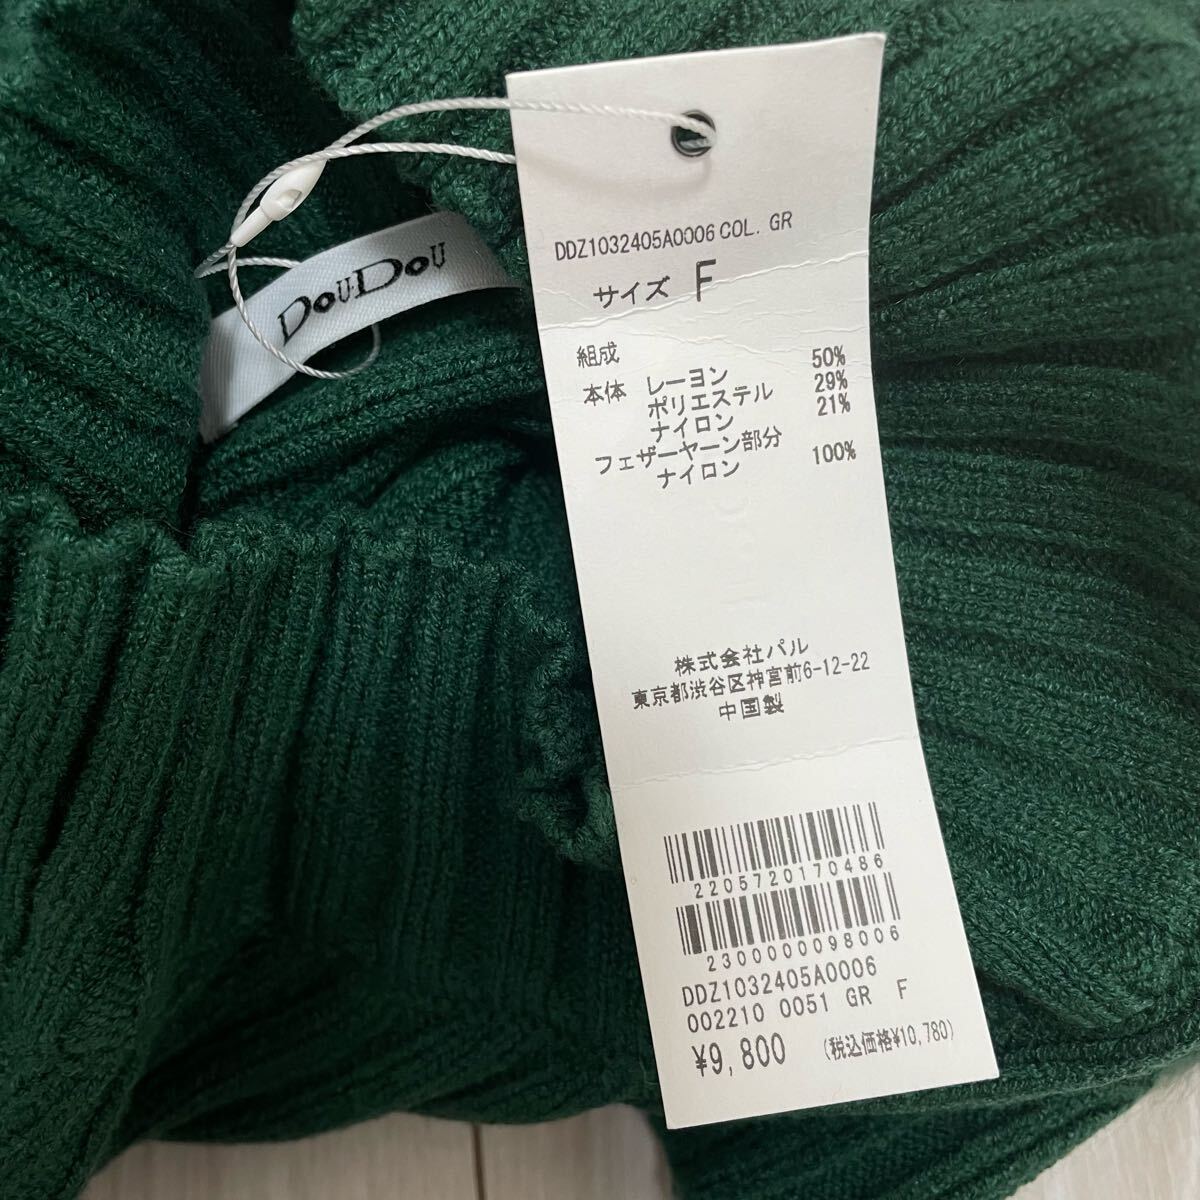 DOUDOU
DDZ1032405A0006 COL. GR
サイズ F
組成
本体 レーヨン 50%
ポリエステル 29%
ナイロン 21%
フェザーヤーン部分
ナイロン 100%
株式会社パル
東京都渋谷区神宮前6-12-22
中国製
2205720170486
2300000098006
DDZ1032405A0006
002210 0051 GR F
¥9,800 (税込価格¥10,780)